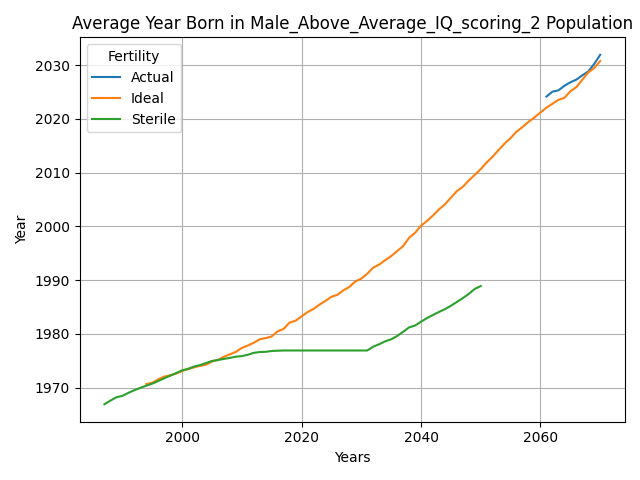 Average Year Born in Male_Above_Average_IQ_scoring_2 Population
Fertility
Actual
Ideal
Sterile
2030
2020
2010
2000
1990
1980
1970
Year
2000
2020
2040
2060
Years